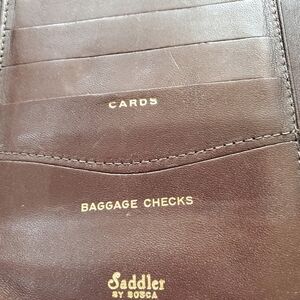 CARDS
BAGGAGE CHECKS
Saddler
BY BOSCA